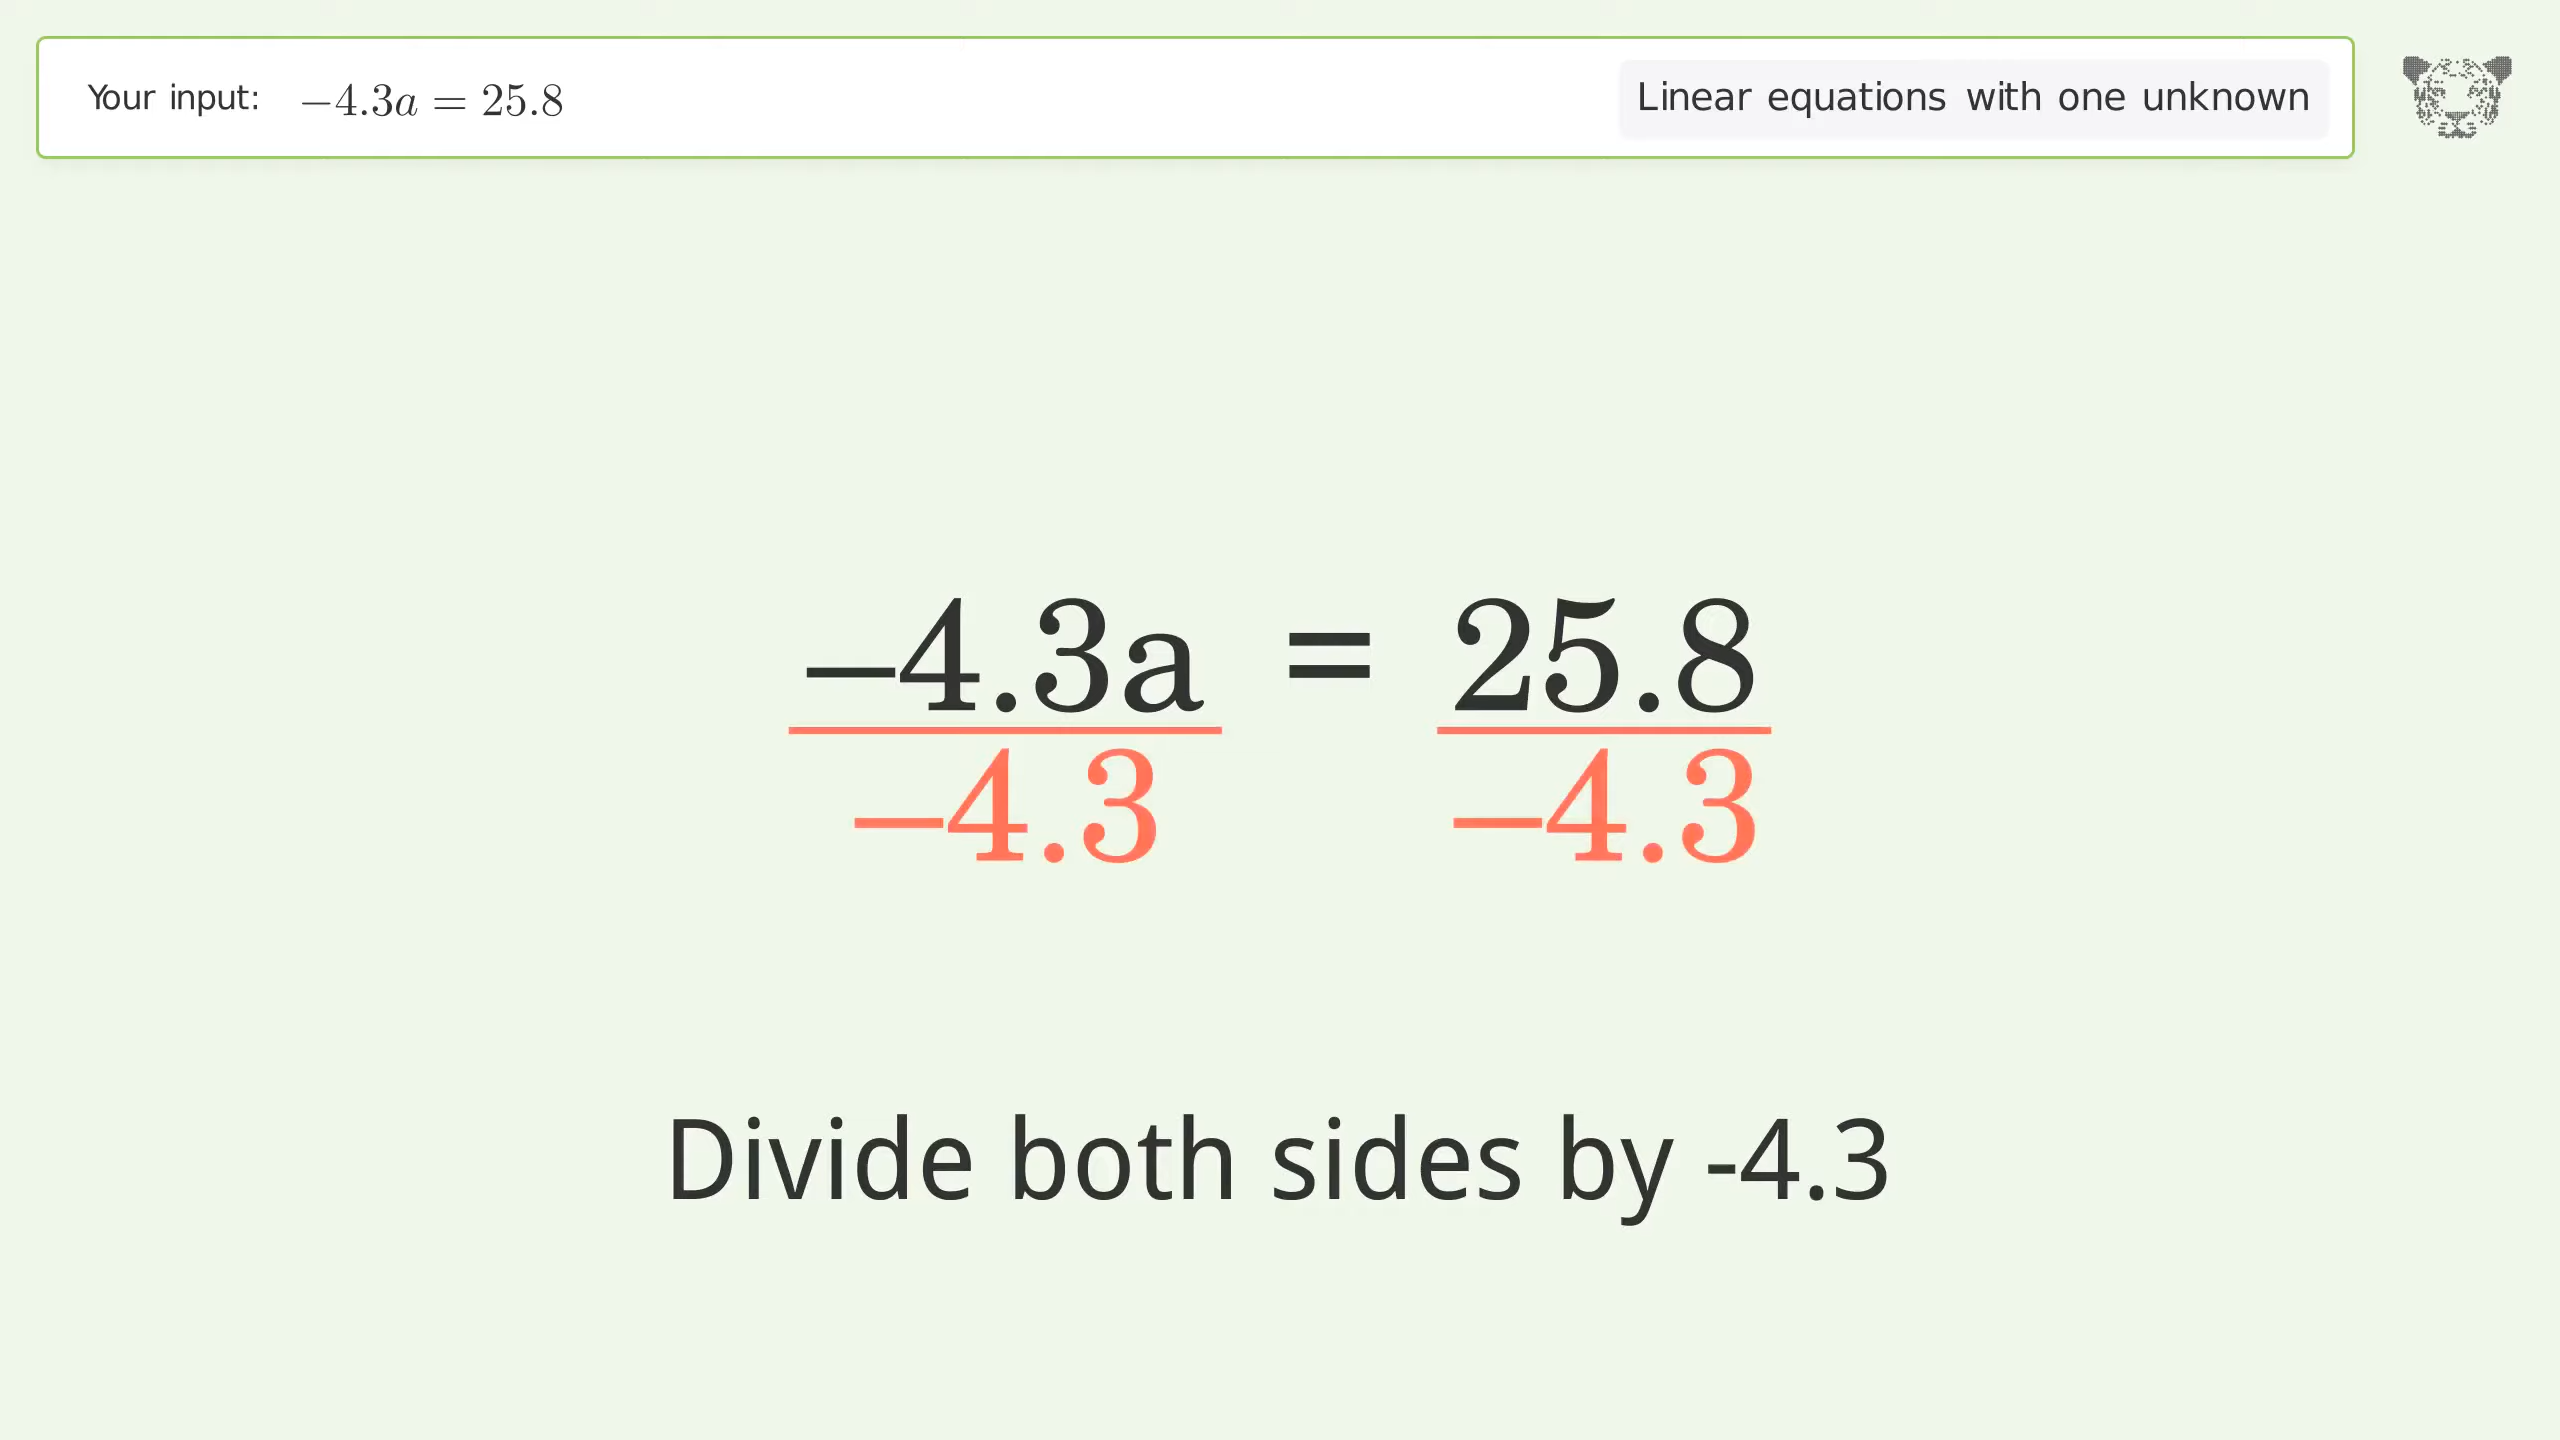 Your input: −4.3a = 25.8
Linear equations with one unknown
−4.3a = 25.8
−4.3 −4.3
Divide both sides by -4.3